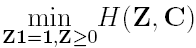 min H(Z, C)
Z1=1,Z≥0